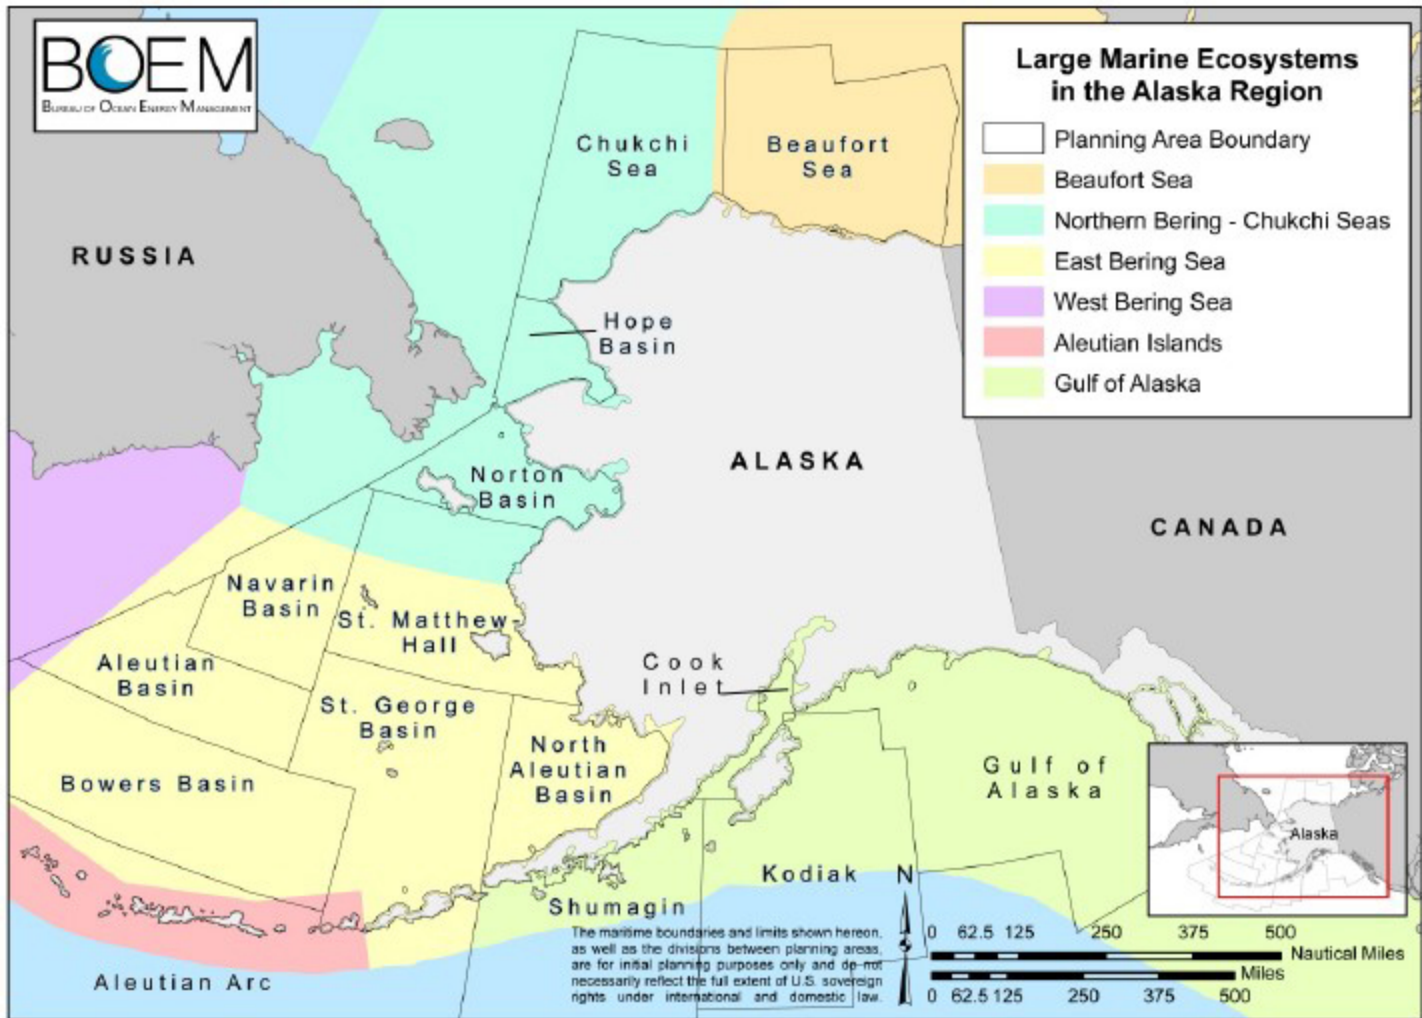 BOEM
BUREAU OF OCEAN ENERGY MANAGEMENT
Large Marine Ecosystems
in the Alaska Region
Planning Area Boundary
Beaufort Sea
Northern Bering - Chukchi Seas
East Bering Sea
West Bering Sea
Aleutian Islands
Gulf of Alaska
Chukchi
Sea
Beaufort
Sea
RUSSIA
Hope
Basin
ALASKA
Norton
Basin
CANADA
Navarin
Basin
St. Matthew-
Hall
Aleutian
Basin
Cook
Inlet
St. George
Basin
North
Aleutian
Basin
Bowers Basin
Gulf of
Alaska
Alaska
Kodiak
N
Shumagin
Aleutian Arc
The maritime boundaries and limits shown hereon,
as well as the divisions between planning areas,
are for initial planning purposes only and do not
necessarily reflect the full extent of U.S. sovereign
rights under international and domestic law.
0 62.5 125 250 375 500
Nautical Miles
Miles
0 62.5 125 250 375 500